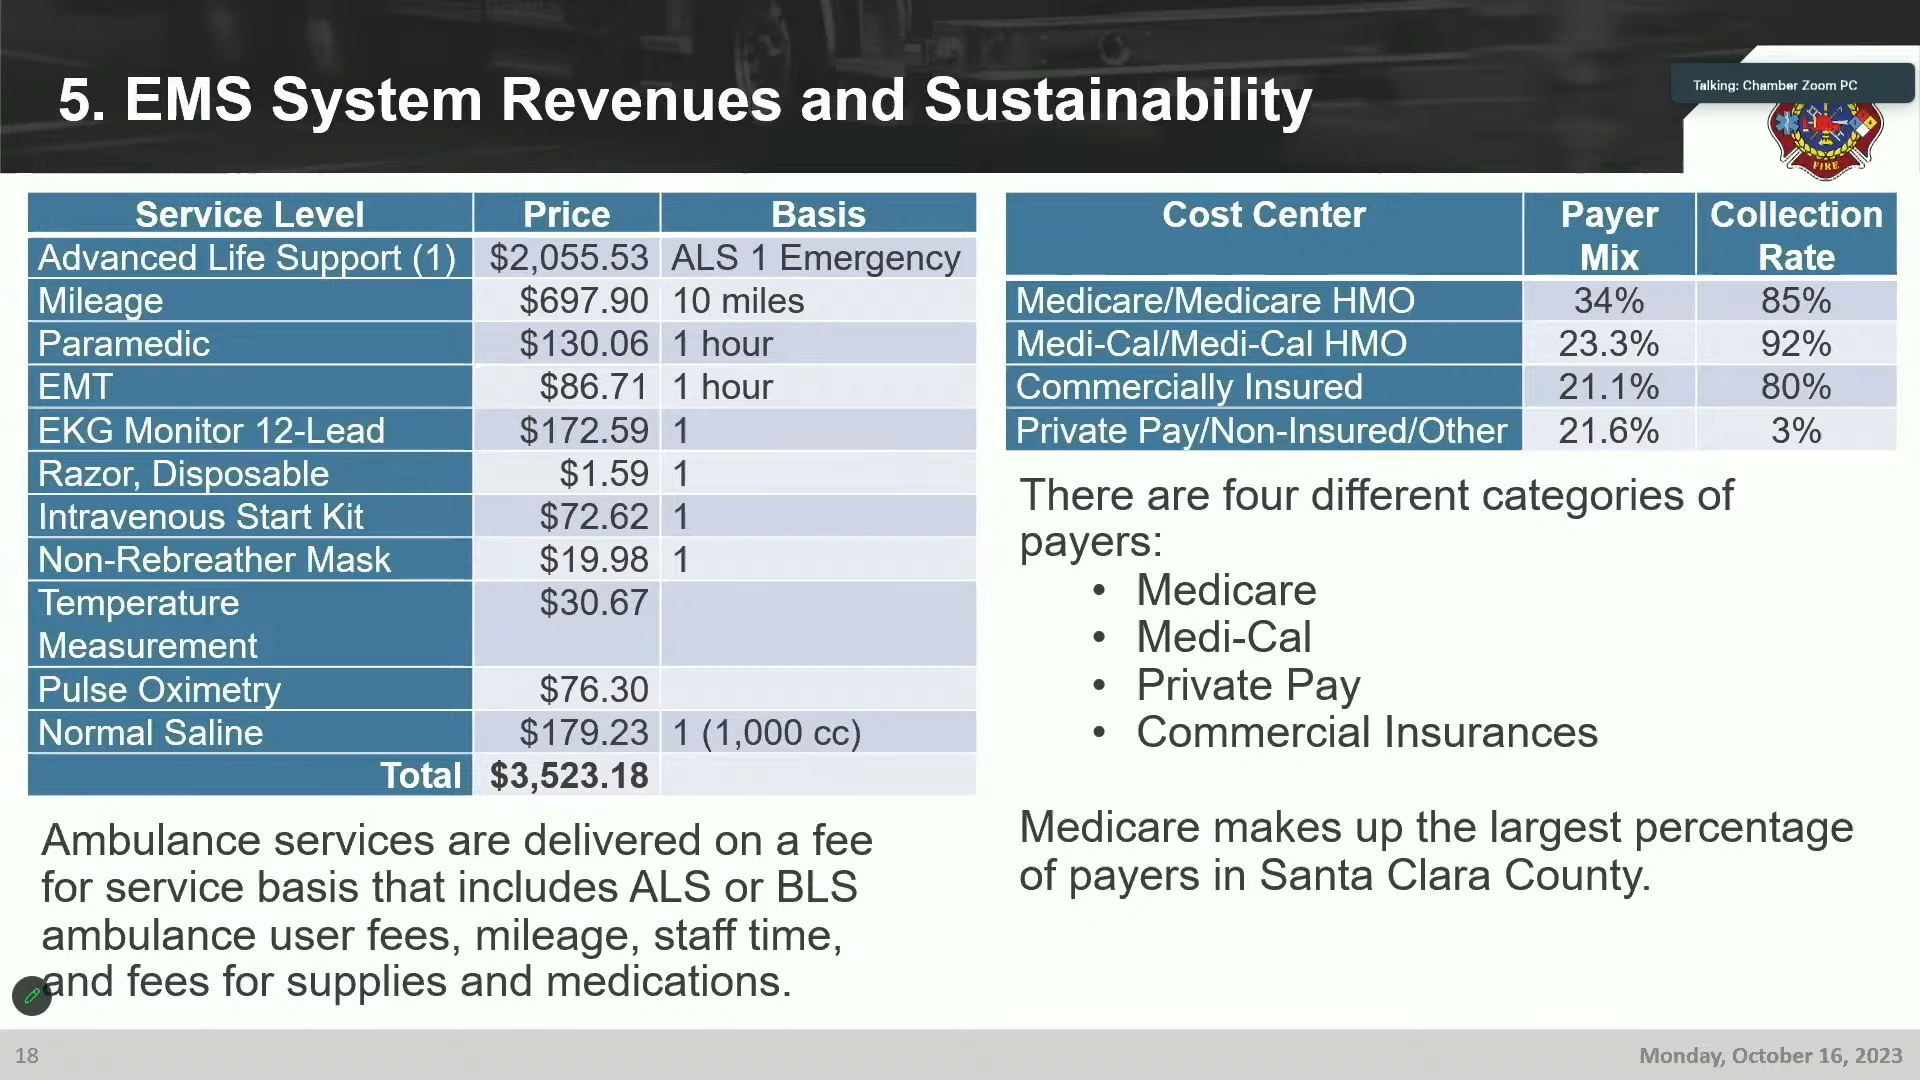 5. EMS System Revenues and Sustainability
Talking: Chamber Zoom PC
FIRE
Service Level Price Basis
Advanced Life Support (1) $2,055.53 ALS 1 Emergency
Mileage $697.90 10 miles
Paramedic $130.06 1 hour
EMT $86.71 1 hour
EKG Monitor 12-Lead $172.59 1
Razor, Disposable $1.59 1
Intravenous Start Kit $72.62 1
Non-Rebreather Mask $19.98 1
Temperature $30.67
Measurement
Pulse Oximetry $76.30
Normal Saline $179.23 1 (1,000 cc)
Total $3,523.18
Ambulance services are delivered on a fee
for service basis that includes ALS or BLS
ambulance user fees, mileage, staff time,
and fees for supplies and medications.
Cost Center Payer Collection
Mix Rate
Medicare/Medicare HMO 34% 85%
Medi-Cal/Medi-Cal HMO 23.3% 92%
Commercially Insured 21.1% 80%
Private Pay/Non-Insured/Other 21.6% 3%
There are four different categories of
payers:
• Medicare
• Medi-Cal
• Private Pay
• Commercial Insurances
Medicare makes up the largest percentage
of payers in Santa Clara County.
18
Monday, October 16, 2023